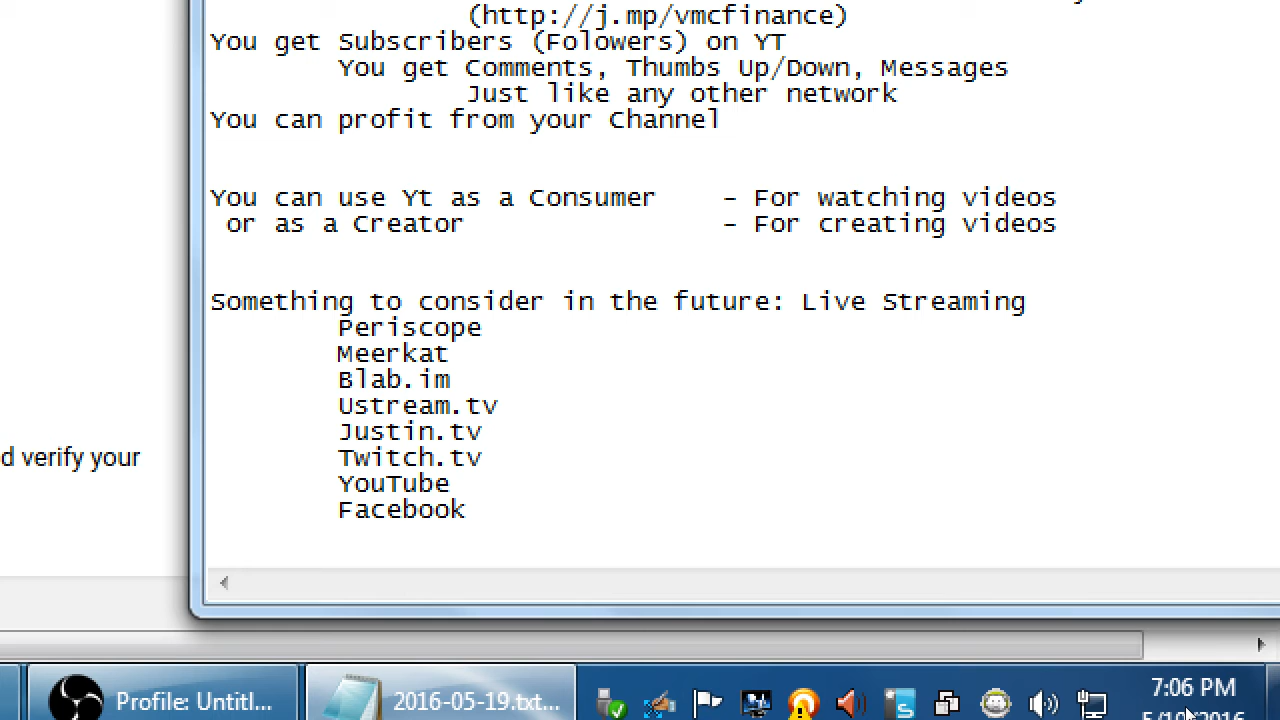 (http://j.mp/vmcfinance)
You get Subscribers (Folowers) on YT
You get Comments, Thumbs Up/Down, Messages
Just like any other network
You can profit from your Channel
You can use Yt as a Consumer - For watching videos
or as a Creator - For creating videos
Something to consider in the future: Live Streaming
Periscope
Meerkat
Blab.im
Ustream.tv
Justin.tv
Twitch.tv
YouTube
Facebook
d verify your
Profile: Untitl...
2016-05-19.txt...
7:06 PM